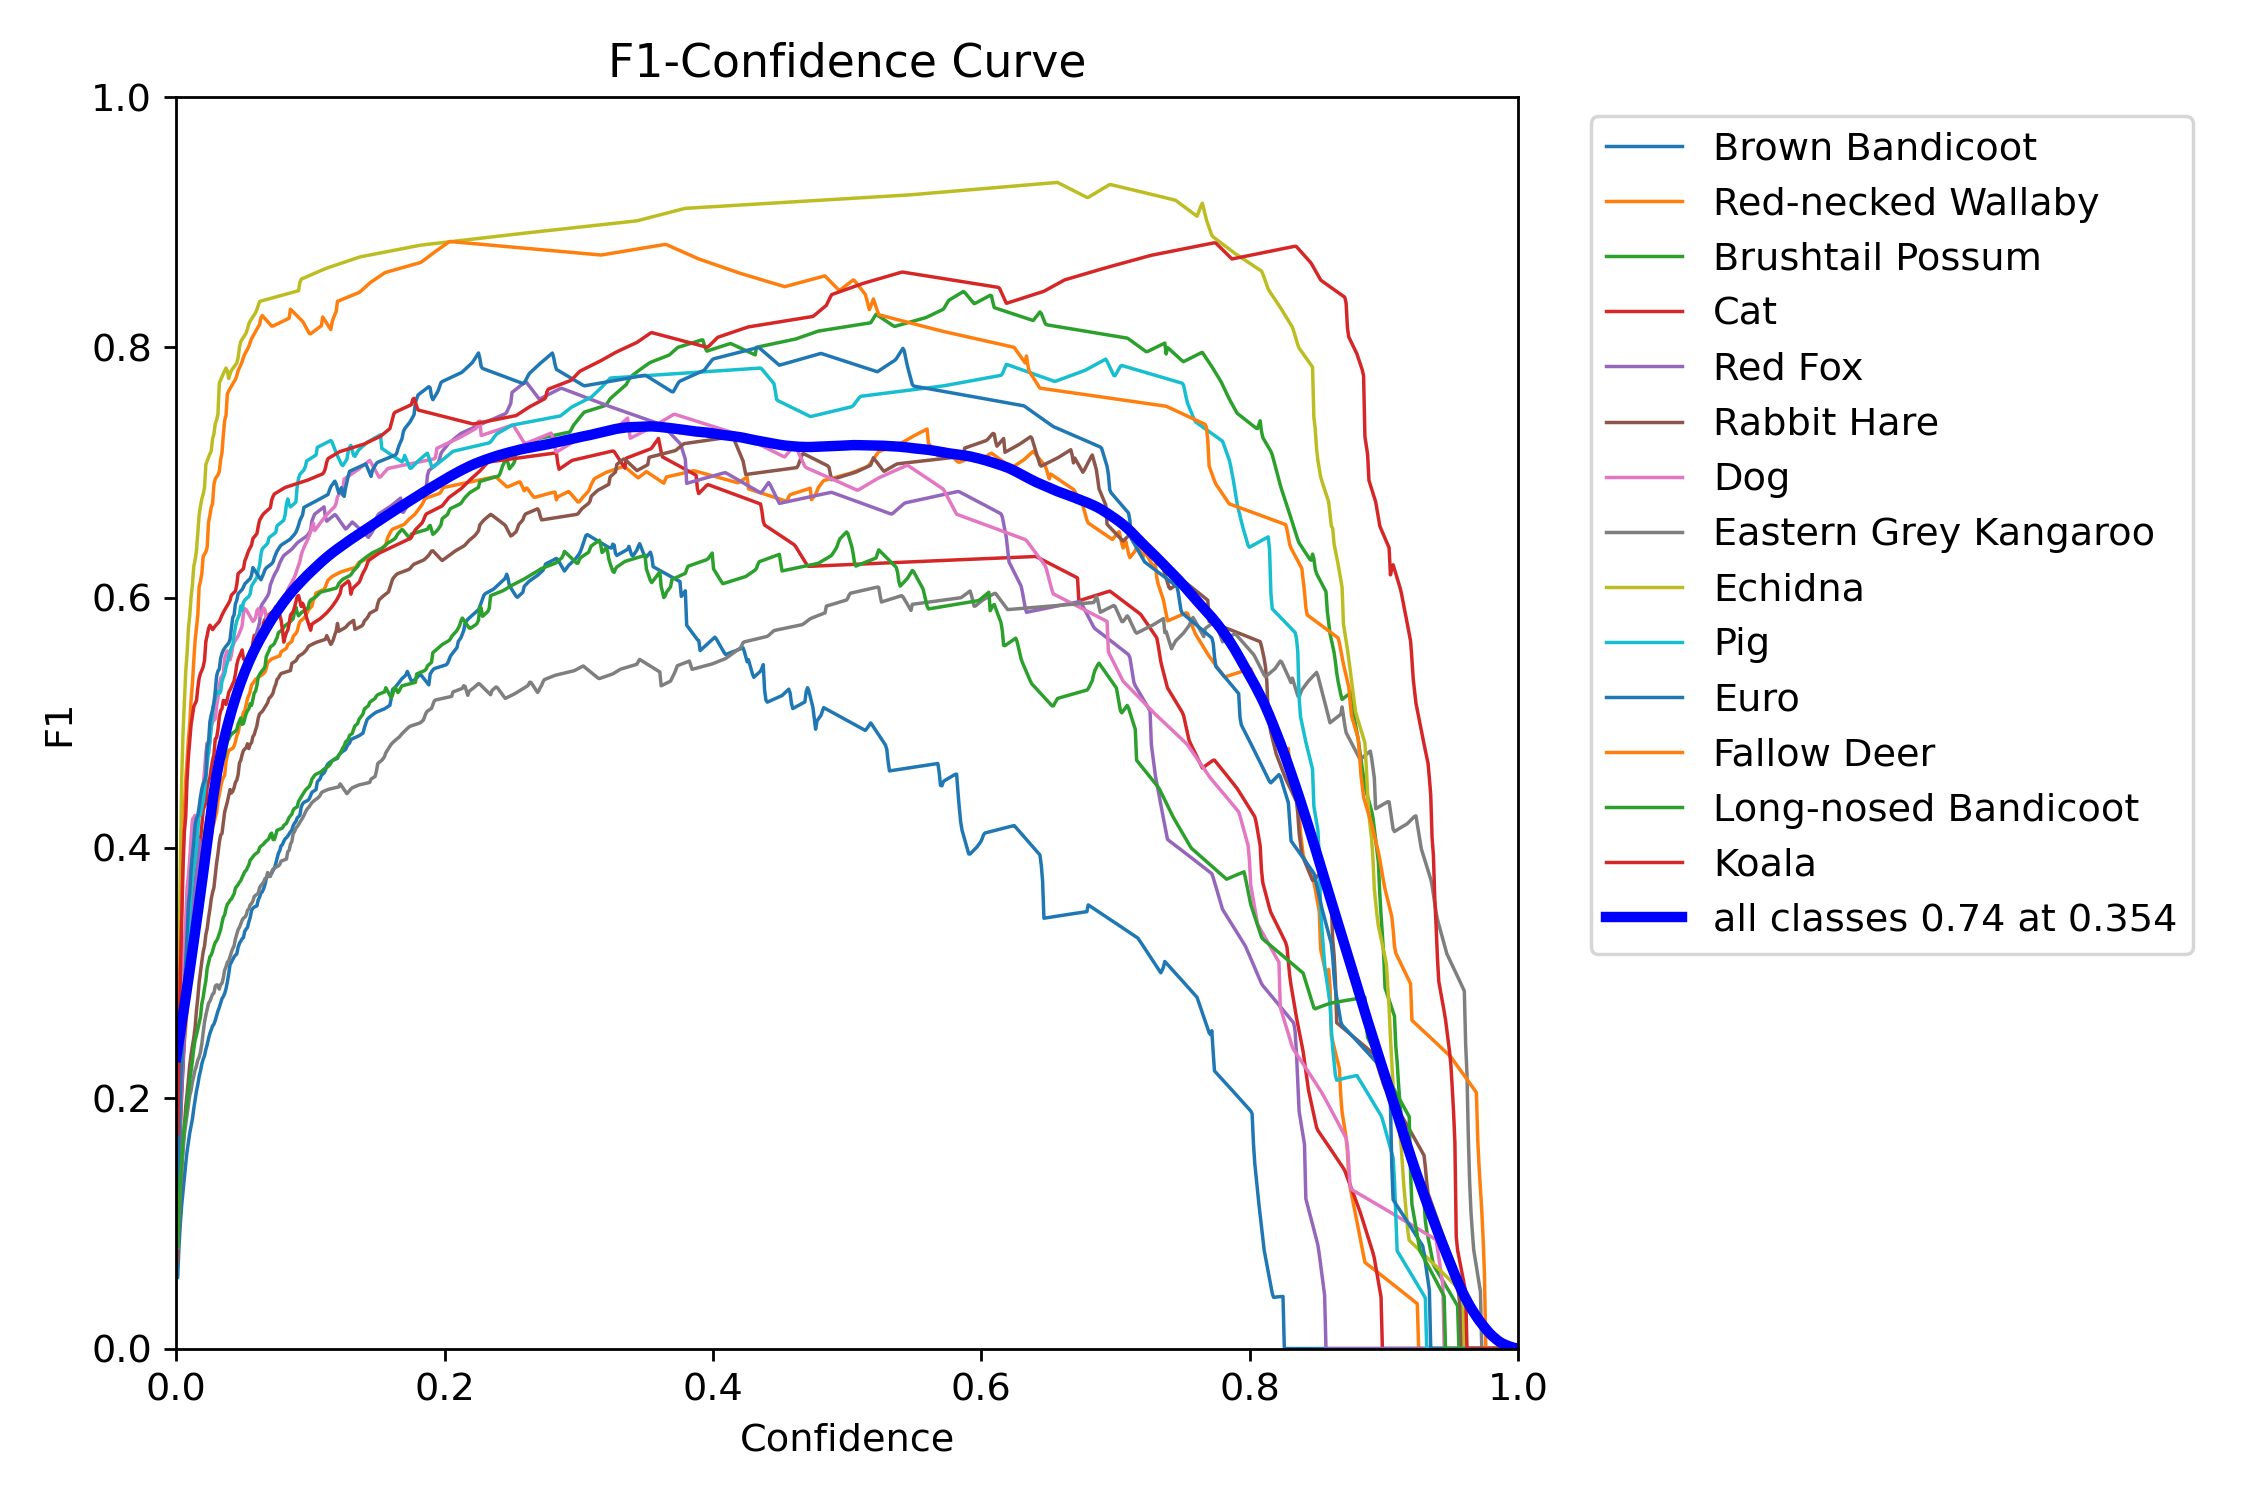 F1-Confidence Curve
1.0
0.8
0.6
0.4
0.2
0.0
F1
0.0 0.2 0.4 0.6 0.8 1.0
Confidence
Brown Bandicoot
Red-necked Wallaby
Brushtail Possum
Cat
Red Fox
Rabbit Hare
Dog
Eastern Grey Kangaroo
Echidna
Pig
Euro
Fallow Deer
Long-nosed Bandicoot
Koala
all classes 0.74 at 0.354